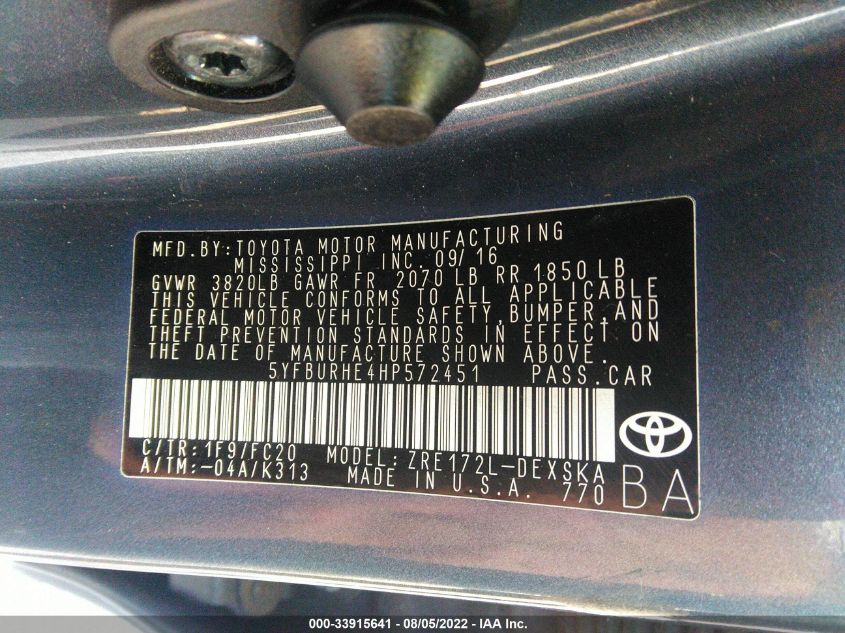 MFD.BY:TOYOTA MOTOR MANUFACTURING
MISSISSIPPI INC. 09/16
GVWR 3820LB GAWR FR 2070 LB RR 1850 LB
THIS VEHICLE CONFORMS TO ALL APPLICABLE
FEDERAL MOTOR VEHICLE SAFETY, BUMPER, AND
THEFT PREVENTION STANDARDS IN EFFECT ON
THE DATE OF MANUFACTURE SHOWN ABOVE.
5YFBURHE4HP572451 PASS.CAR
C/TR:1F9/FC20 MODEL:ZRE172L-DEXSKA
A/TM:-04A/K313 MADE IN U.S.A. 770 BA
000-33915641 - 08/05/2022 - IAA Inc.